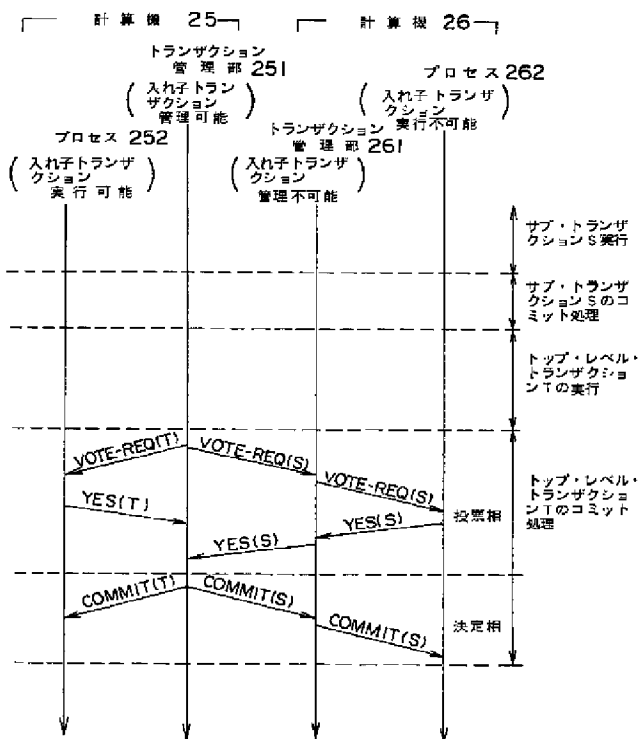 計算機 25
計算機 26
トランザクション
管理部 251
(入れ子トラン
ザクション
管理可能)
プロセス 262
(入れ子トランザ
クション
実行不可能)
プロセス 252
(入れ子トランザ
クション
実行可能)
トランザクション
管理部 261
(入れ子トランザ
クション
管理不可能)
サブ・トランザ
クションS実行
サブ・トランザ
クションSのコ
ミット処理
トップ・レベル・
トランザクショ
ンTの実行
VOTE-REQ(T)
VOTE-REQ(S)
VOTE-REQ(S)
YES(T)
YES(S)
YES(S)
投票相
トップ・レベル・
トランザクショ
ンTのコミット
処理
COMMIT(T)
COMMIT(S)
COMMIT(S)
決定相